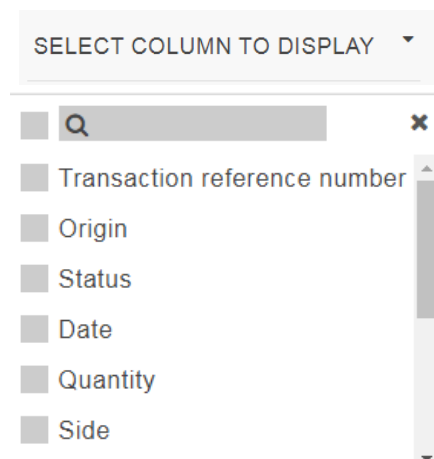 SELECT COLUMN TO DISPLAY
Transaction reference number
Origin
Status
Date
Quantity
Side